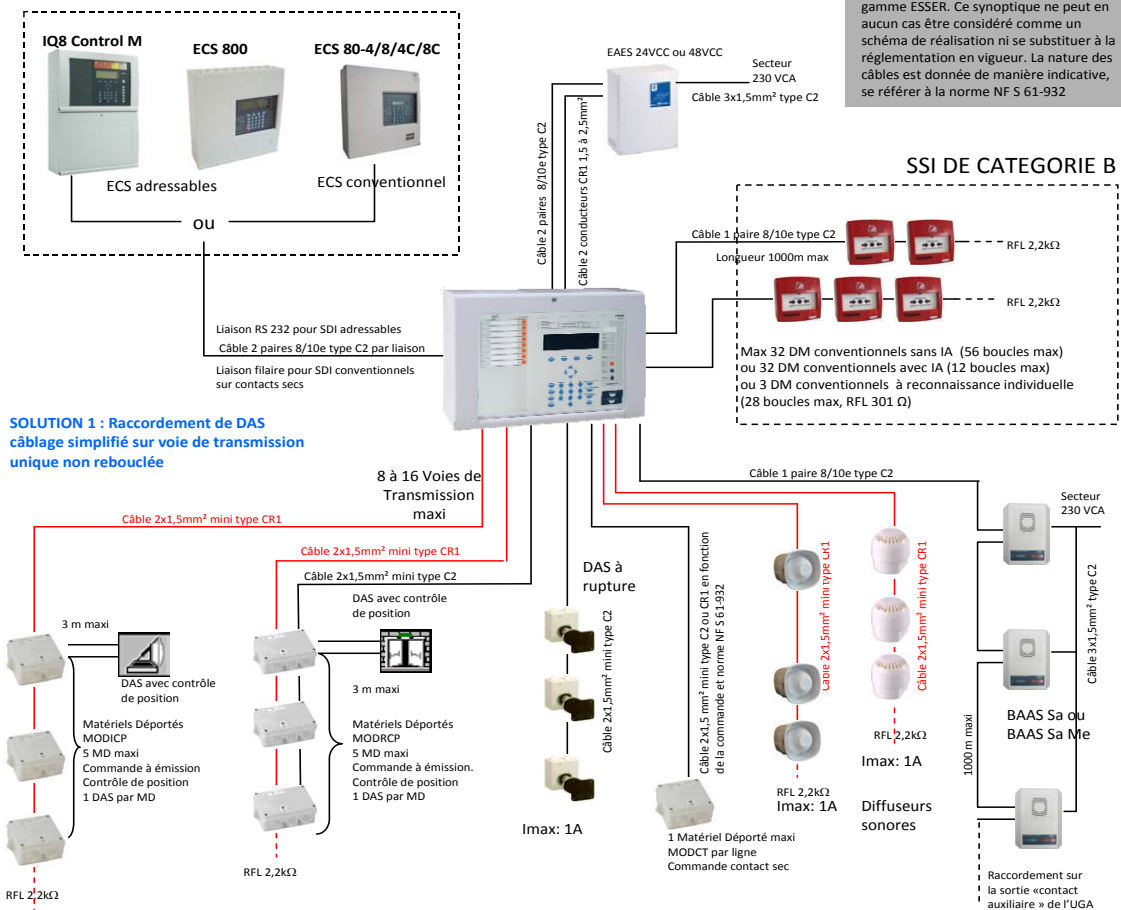 gamme ESSER. Ce synoptique ne peut en
aucun cas être considéré comme un
schéma de réalisation ni se substituer à la
réglementation en vigueur. La nature des
câbles est donnée de manière indicative,
se référer à la norme NF S 61-932
IQ8 Control M
ECS 800
ECS 80-4/8/4C/8C
ECS adressables
ECS conventionnel
ou
EAES 24VCC ou 48VCC
Secteur
230 VCA
Câble 3x1,5mm² type C2
Câble 2 paires 8/10e type C2
Câble 2 conducteurs CR1 1,5 à 2,5mm²
SSI DE CATEGORIE B
Câble 1 paire 8/10e type C2
Longueur 1000m max
RFL 2,2kΩ
RFL 2,2kΩ
Max 32 DM conventionnels sans IA (56 boucles max)
ou 32 DM conventionnels avec IA (12 boucles max)
ou 3 DM conventionnels à reconnaissance individuelle
(28 boucles max, RFL 301 Ω)
Liaison RS 232 pour SDI adressables
Câble 2 paires 8/10e type C2 par liaison
Liaison filaire pour SDI conventionnels
sur contacts secs
SOLUTION 1 : Raccordement de DAS
câblage simplifié sur voie de transmission
unique non rebouclée
8 à 16 Voies de
Transmission
maxi
Câble 2x1,5mm² mini type CR1
Câble 2x1,5mm² mini type CR1
Câble 2x1,5mm² mini type C2
3 m maxi
DAS avec contrôle
de position
Matériels Déportés
MODICP
5 MD maxi
Commande à émission
Contrôle de position
1 DAS par MD
RFL 2,2kΩ
DAS avec contrôle
de position
3 m maxi
Matériels Déportés
MODRCP
5 MD maxi
Commande à émission.
Contrôle de position
1 DAS par MD
RFL 2,2kΩ
DAS à
rupture
Câble 2x1,5mm² mini type C2
Imax: 1A
Câble 2x1,5 mm² mini type C2 ou CR1 en fonction
de la commande et norme NF S 61-932
1 Matériel Déporté maxi
MODCT par ligne
Commande contact sec
Câble 2x1,5mm² mini type CR1
RFL 2,2kΩ
Imax: 1A
Câble 2x1,5mm² mini type CR1
RFL 2,2kΩ
Imax: 1A
Diffuseurs
sonores
Câble 1 paire 8/10e type C2
Secteur
230 VCA
Câble 3x1,5mm² type C2
1000 m maxi
BAAS Sa ou
BAAS Sa Me
Raccordement sur
la sortie «contact
auxiliaire » de l'UGA